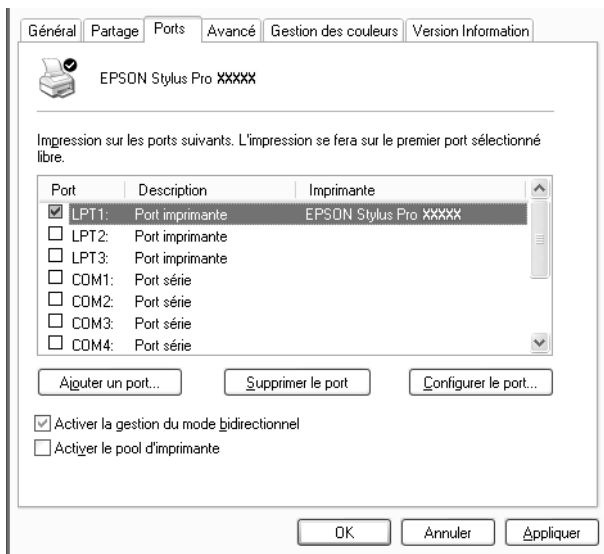 Général Partage Ports Avancé Gestion des couleurs Version Information
EPSON Stylus Pro XXXXX
Impression sur les ports suivants. L'impression se fera sur le premier port sélectionné
libre.
Port Description Imprimante
LPT1: Port imprimante EPSON Stylus Pro XXXXX
LPT2: Port imprimante
LPT3: Port imprimante
COM1: Port série
COM2: Port série
COM3: Port série
COM4: Port série
Ajouter un port... Supprimer le port Configurer le port...
Activer la gestion du mode bidirectionnel
Activer le pool d'imprimante
OK Annuler Appliquer